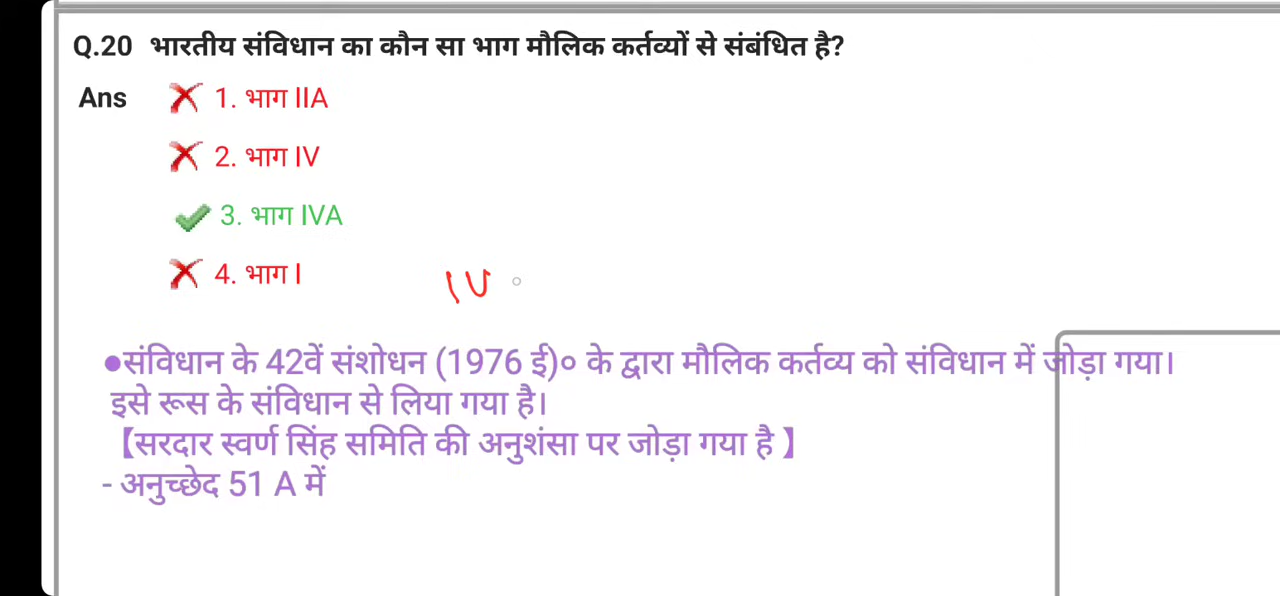 Q.20 भारतीय संविधान का कौन सा भाग मौलिक कर्तव्यों से संबंधित है?
Ans 1. भाग IIA
2. भाग IV
3. भाग IVA
4. भाग I
IV
●संविधान के 42वें संशोधन (1976 ई)० के द्वारा मौलिक कर्तव्य को संविधान में जोड़ा गया।
इसे रूस के संविधान से लिया गया है।
【सरदार स्वर्ण सिंह समिति की अनुशंसा पर जोड़ा गया है 】
- अनुच्छेद 51 A में